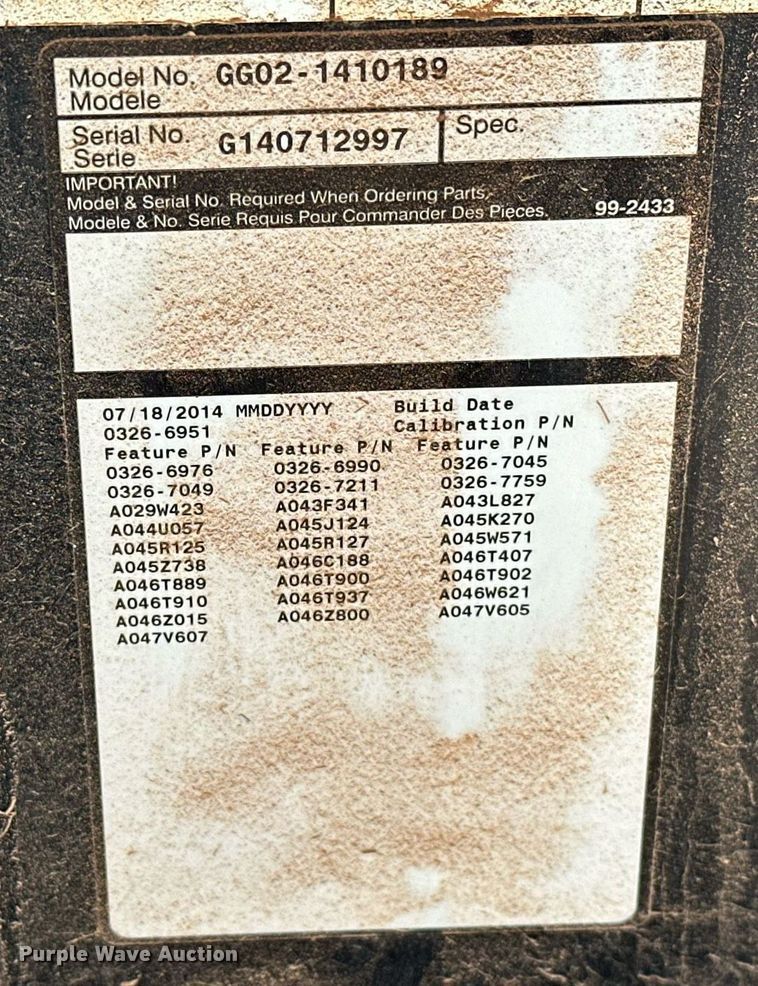 Model No. GG02-1410189
Modele
Serial No. G140712997 Spec.
Serie
IMPORTANT!
Model & Serial No. Required When Ordering Parts.
Modele & No. Serie Requis Pour Commander Des Pieces. 99-2433
07/18/2014 MMDDYYYY Build Date
0326-6951 Calibration P/N
Feature P/N Feature P/N Feature P/N
0326-6976 0326-6990 0326-7045
0326-7049 0326-7211 0326-7759
A029W423 A043F341 A043L827
A044U057 A045J124 A045K270
A045R125 A045R127 A045W571
A045Z738 A046C188 A046T407
A046T889 A046T900 A046T902
A046T910 A046T937 A046W621
A046Z015 A046Z800 A047V605
A047V607
Purple Wave Auction